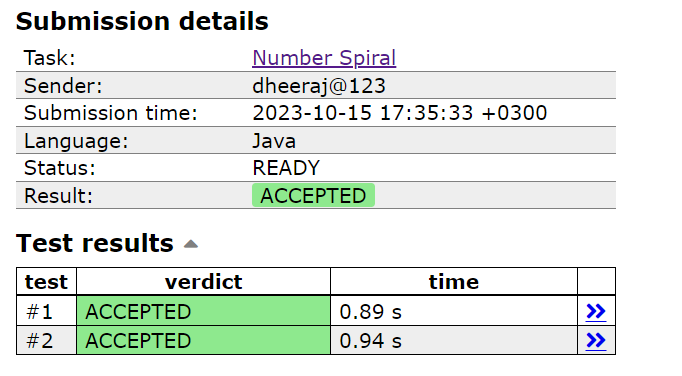 Submission details
Task: Number Spiral
Sender: dheeraj@123
Submission time: 2023-10-15 17:35:33 +0300
Language: Java
Status: READY
Result: ACCEPTED
Test results
test verdict time
#1 ACCEPTED 0.89 s
#2 ACCEPTED 0.94 s